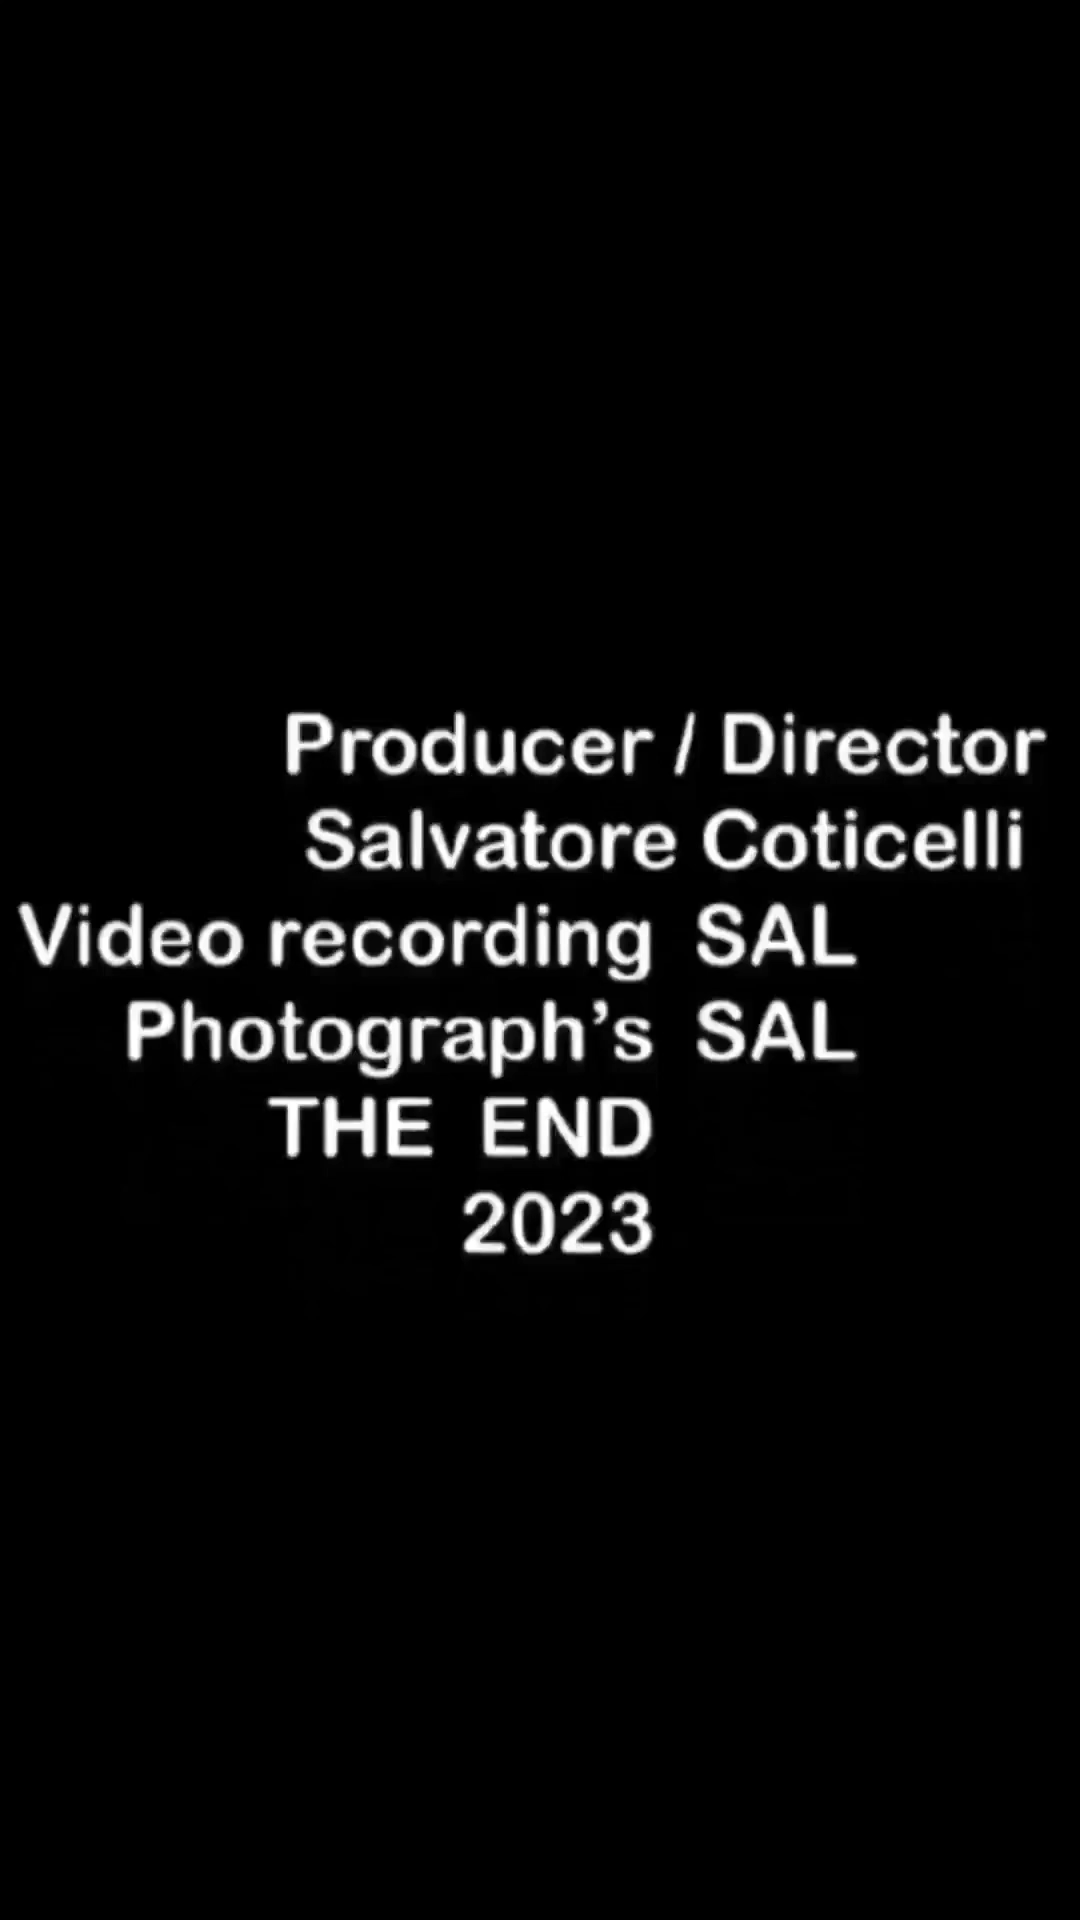 Producer / Director
Salvatore Coticelli
Video recording SAL
Photograph’s SAL
THE END
2023